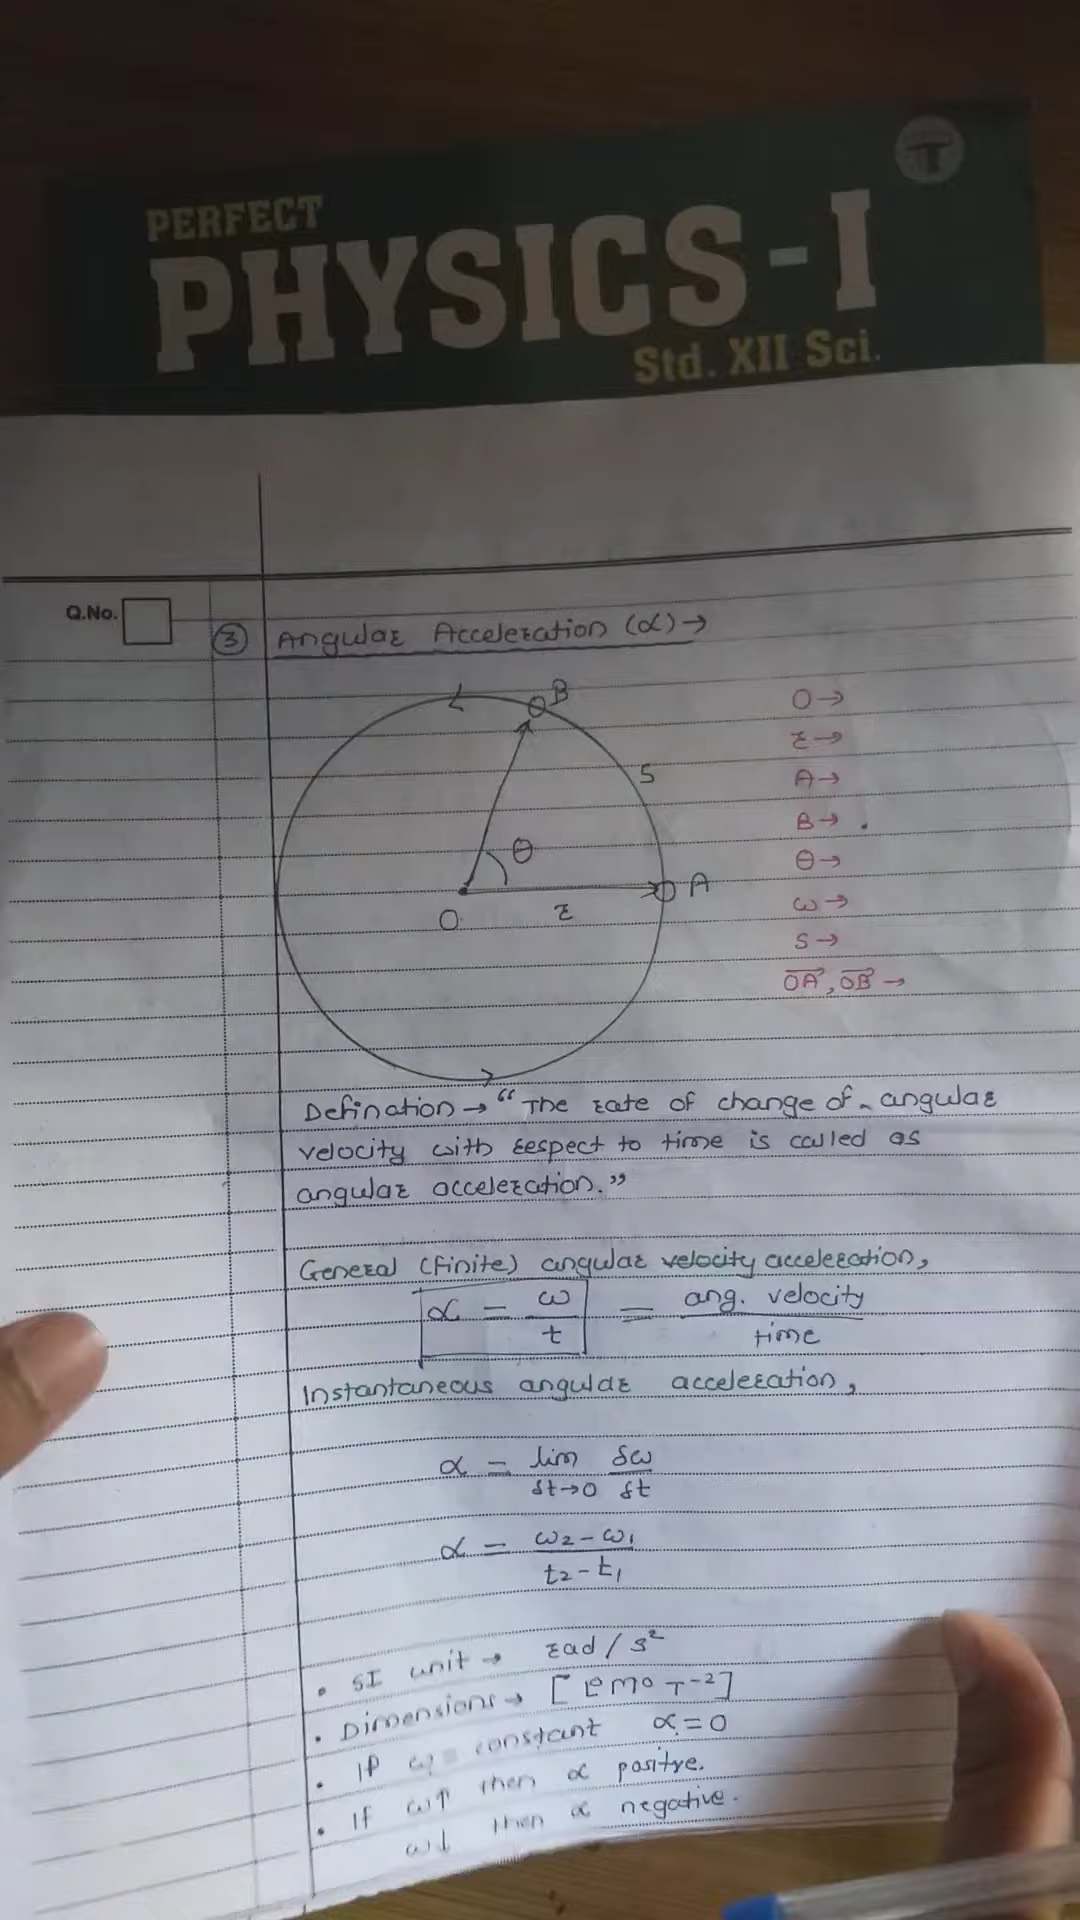 T
PERFECT
PHYSICS-I
Std. XII Sci.
Q.No.
③ Angular Acceleration (α)→
B
S
θ
A
O
r
O→
r→
A→
B→ .
θ→
ω→
S→
OA⃗, OB⃗→
Defination→ “The rate of change of angular
velocity with respect to time is called as
angular acceleration.”
General (finite) angular velocity acceleration,
α = ω/t = ang. velocity/time
Instantaneous angular acceleration,
α = lim δt→0 δω/δt
α = ω₂-ω₁/t₂-t₁
• SI unit→ rad/s²
• Dimensions→ [L⁰M⁰T⁻²]
• If ω = constant α=0
• If ω↑ then α positve.
ω↓ then α negative.